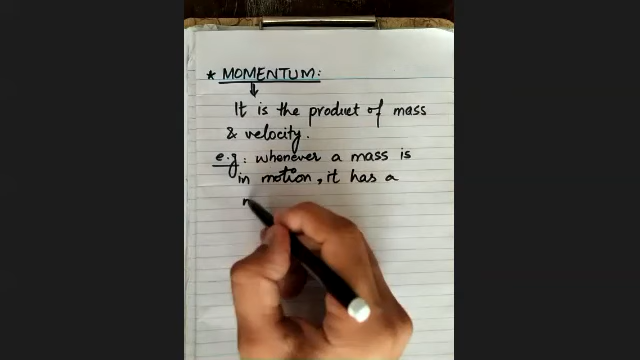 * MOMENTUM:
It is the product of mass
& velocity.
e.g: whenever a mass is
in motion, it has a